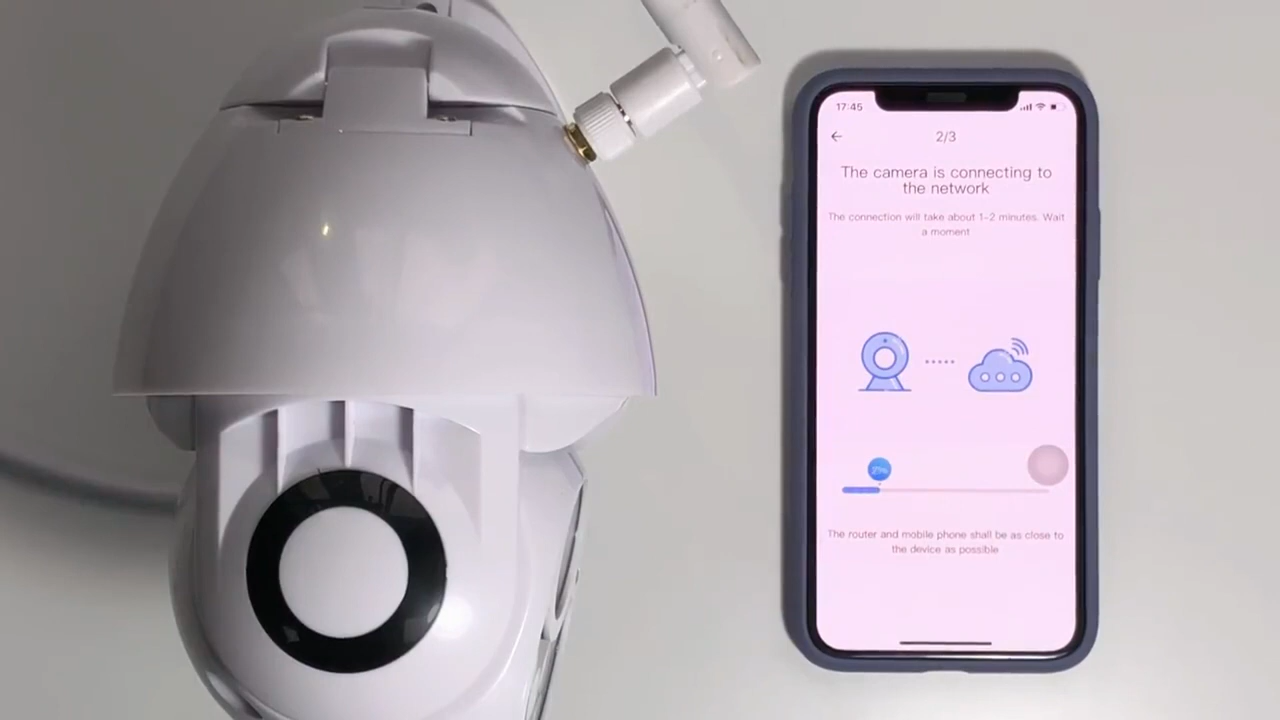 17:45
2/3
The camera is connecting to
the network
The connection will take about 1-2 minutes. Wait
a moment
The router and mobile phone shall be as close to
the device as possible